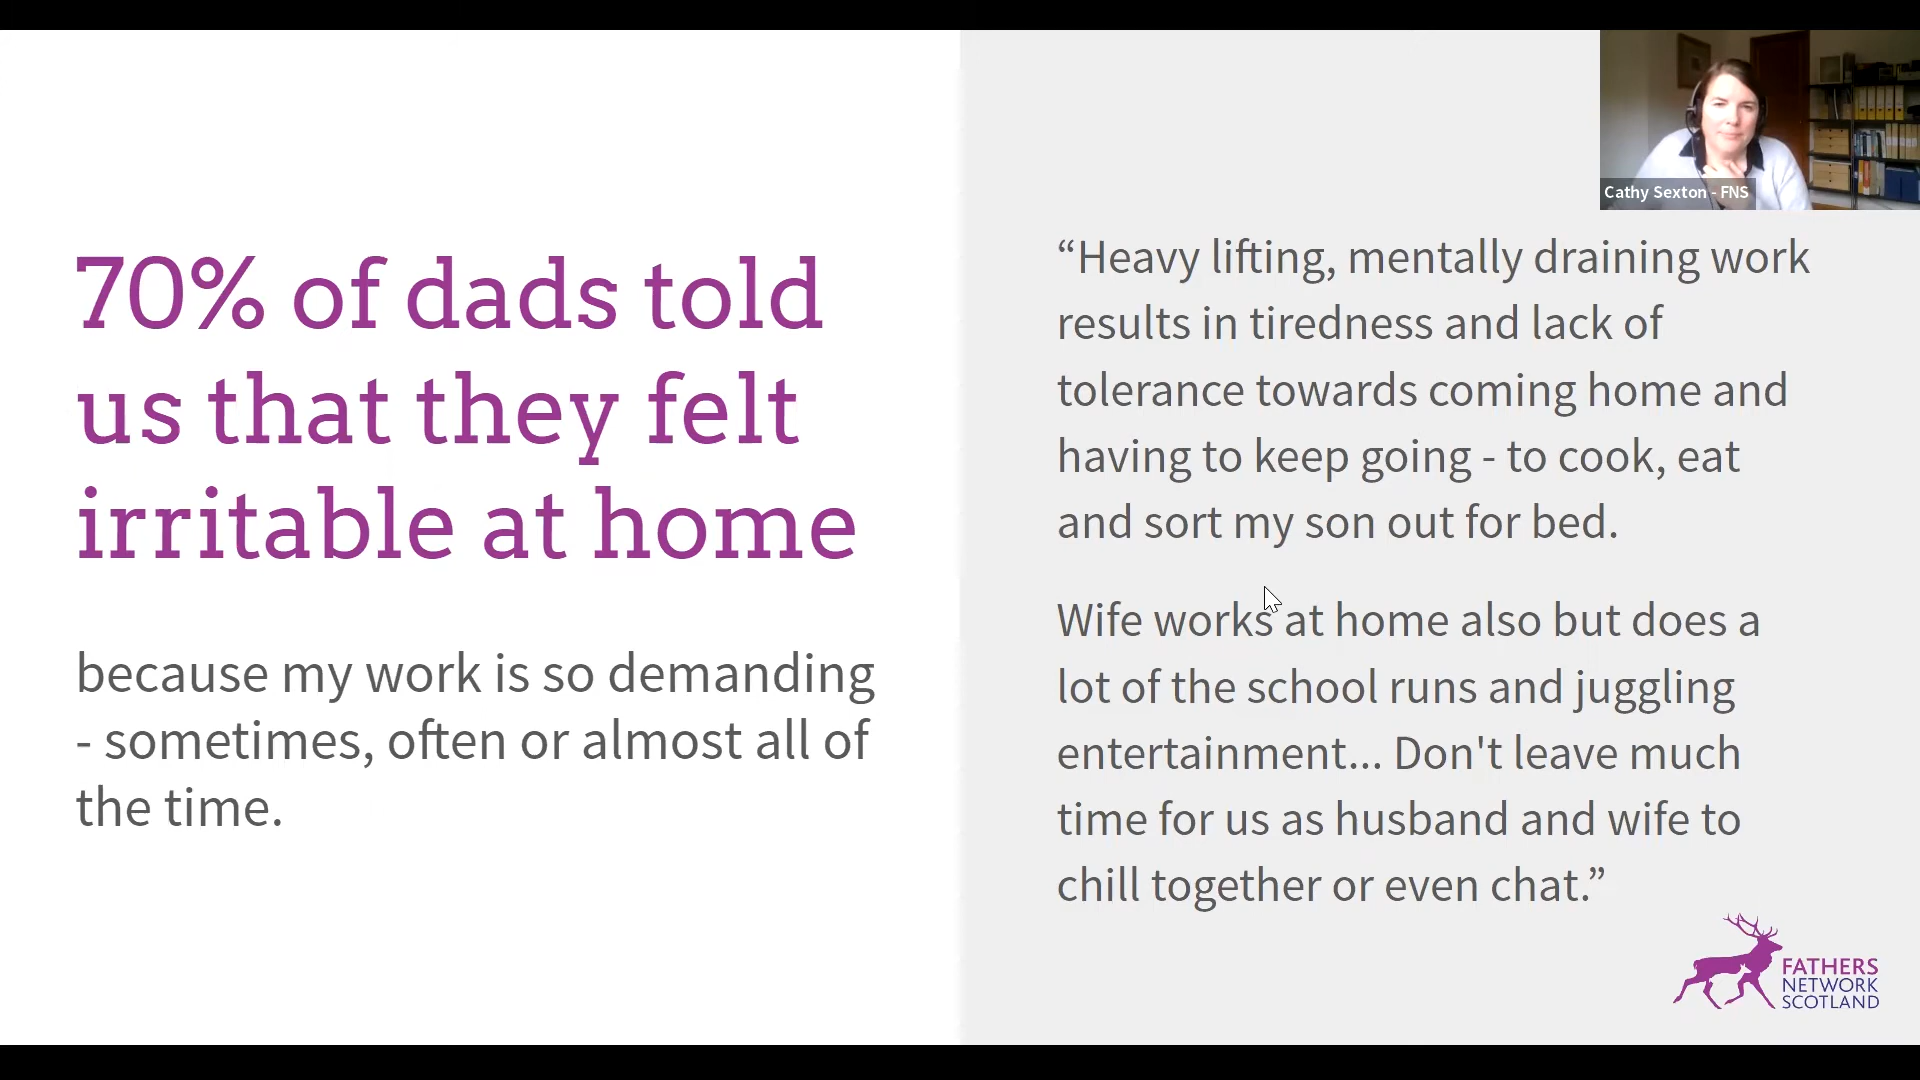 70% of dads told
us that they felt
irritable at home
because my work is so demanding
- sometimes, often or almost all of
the time.
Cathy Sexton - FNS
“Heavy lifting, mentally draining work
results in tiredness and lack of
tolerance towards coming home and
having to keep going - to cook, eat
and sort my son out for bed.
Wife works at home also but does a
lot of the school runs and juggling
entertainment... Don't leave much
time for us as husband and wife to
chill together or even chat.”
FATHERS
NETWORK
SCOTLAND